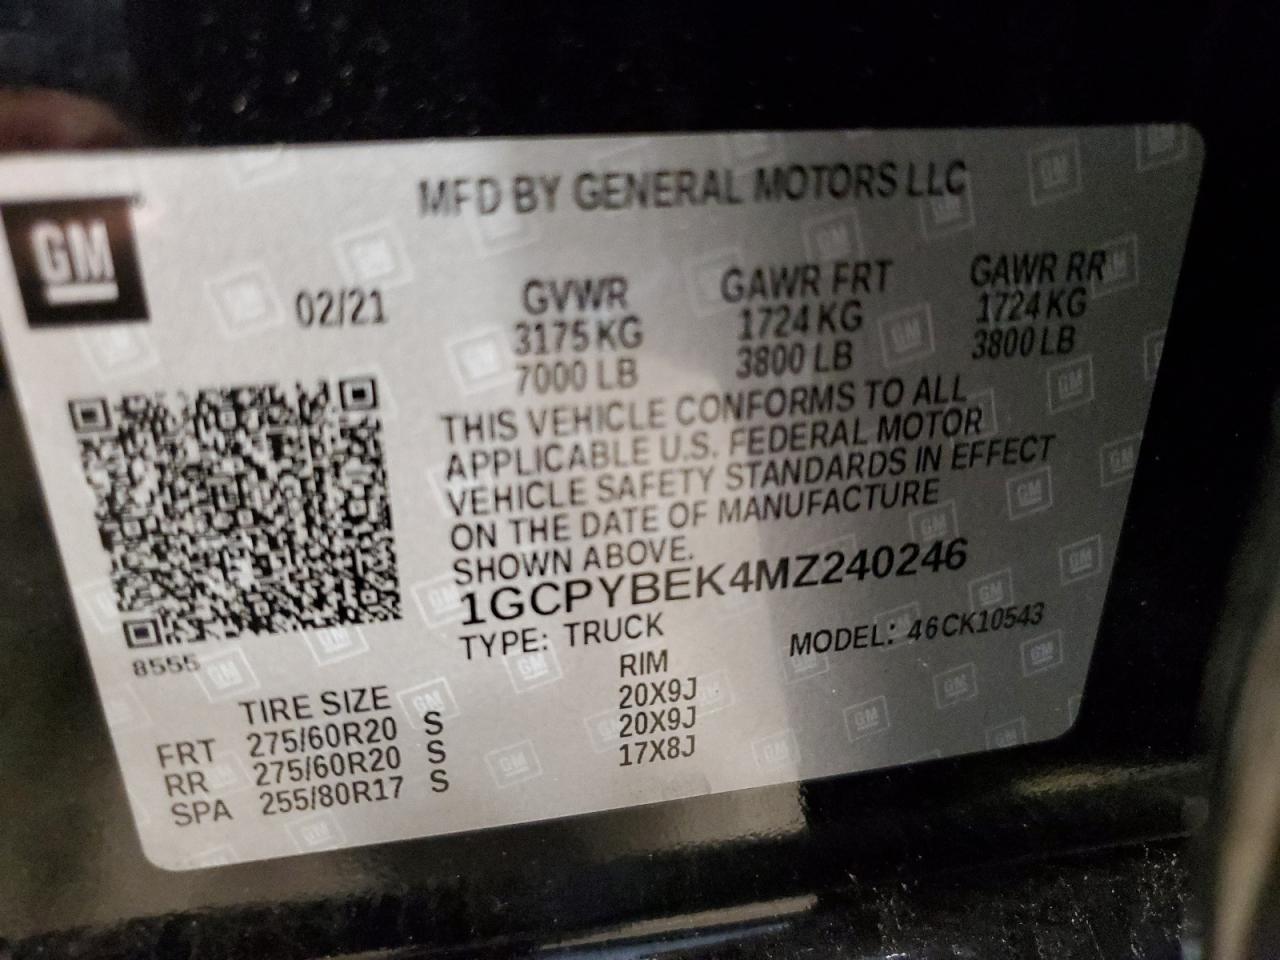 MFD BY GENERAL MOTORS LLC
GM
02/21
GVWR GAWR FRT GAWR RR
3175 KG 1724 KG 1724 KG
7000 LB 3800 LB 3800 LB
THIS VEHICLE CONFORMS TO ALL
APPLICABLE U.S. FEDERAL MOTOR
VEHICLE SAFETY STANDARDS IN EFFECT
ON THE DATE OF MANUFACTURE
SHOWN ABOVE.
1GCPYBEK4MZ240246
TYPE: TRUCK MODEL: 46CK10543
8555
TIRE SIZE RIM
FRT 275/60R20 S 20X9J
RR 275/60R20 S 20X9J
SPA 255/80R17 S 17X8J